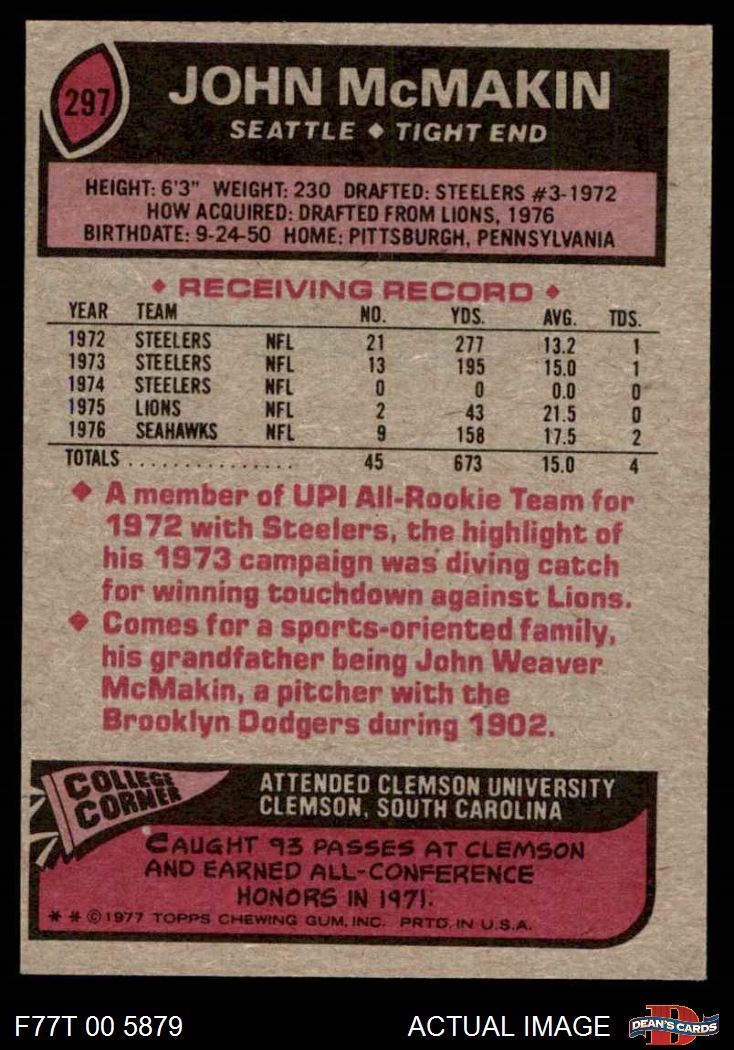 297
JOHN McMAKIN
SEATTLE ♦ TIGHT END
HEIGHT: 6'3" WEIGHT: 230 DRAFTED: STEELERS #3-1972
HOW ACQUIRED: DRAFTED FROM LIONS, 1976
BIRTHDATE: 9-24-50 HOME: PITTSBURGH, PENNSYLVANIA
♦ RECEIVING RECORD ♦
YEAR TEAM NO. YDS. AVG. TDS.
1972 STEELERS NFL 21 277 13.2 1
1973 STEELERS NFL 13 195 15.0 1
1974 STEELERS NFL 0 0 0.0 0
1975 LIONS NFL 2 43 21.5 0
1976 SEAHAWKS NFL 9 158 17.5 2
TOTALS ................ 45 673 15.0 4
♦ A member of UPI All-Rookie Team for
1972 with Steelers, the highlight of
his 1973 campaign was diving catch
for winning touchdown against Lions.
♦ Comes for a sports-oriented family,
his grandfather being John Weaver
McMakin, a pitcher with the
Brooklyn Dodgers during 1902.
COLLEGE
CORNER
ATTENDED CLEMSON UNIVERSITY
CLEMSON, SOUTH CAROLINA
CAUGHT 93 PASSES AT CLEMSON
AND EARNED ALL-CONFERENCE
HONORS IN 1971.
* * © 1977 TOPPS CHEWING GUM, INC. PRTD. IN U.S.A.
F77T 00 5879
ACTUAL IMAGE
D
DEAN'S CARDS